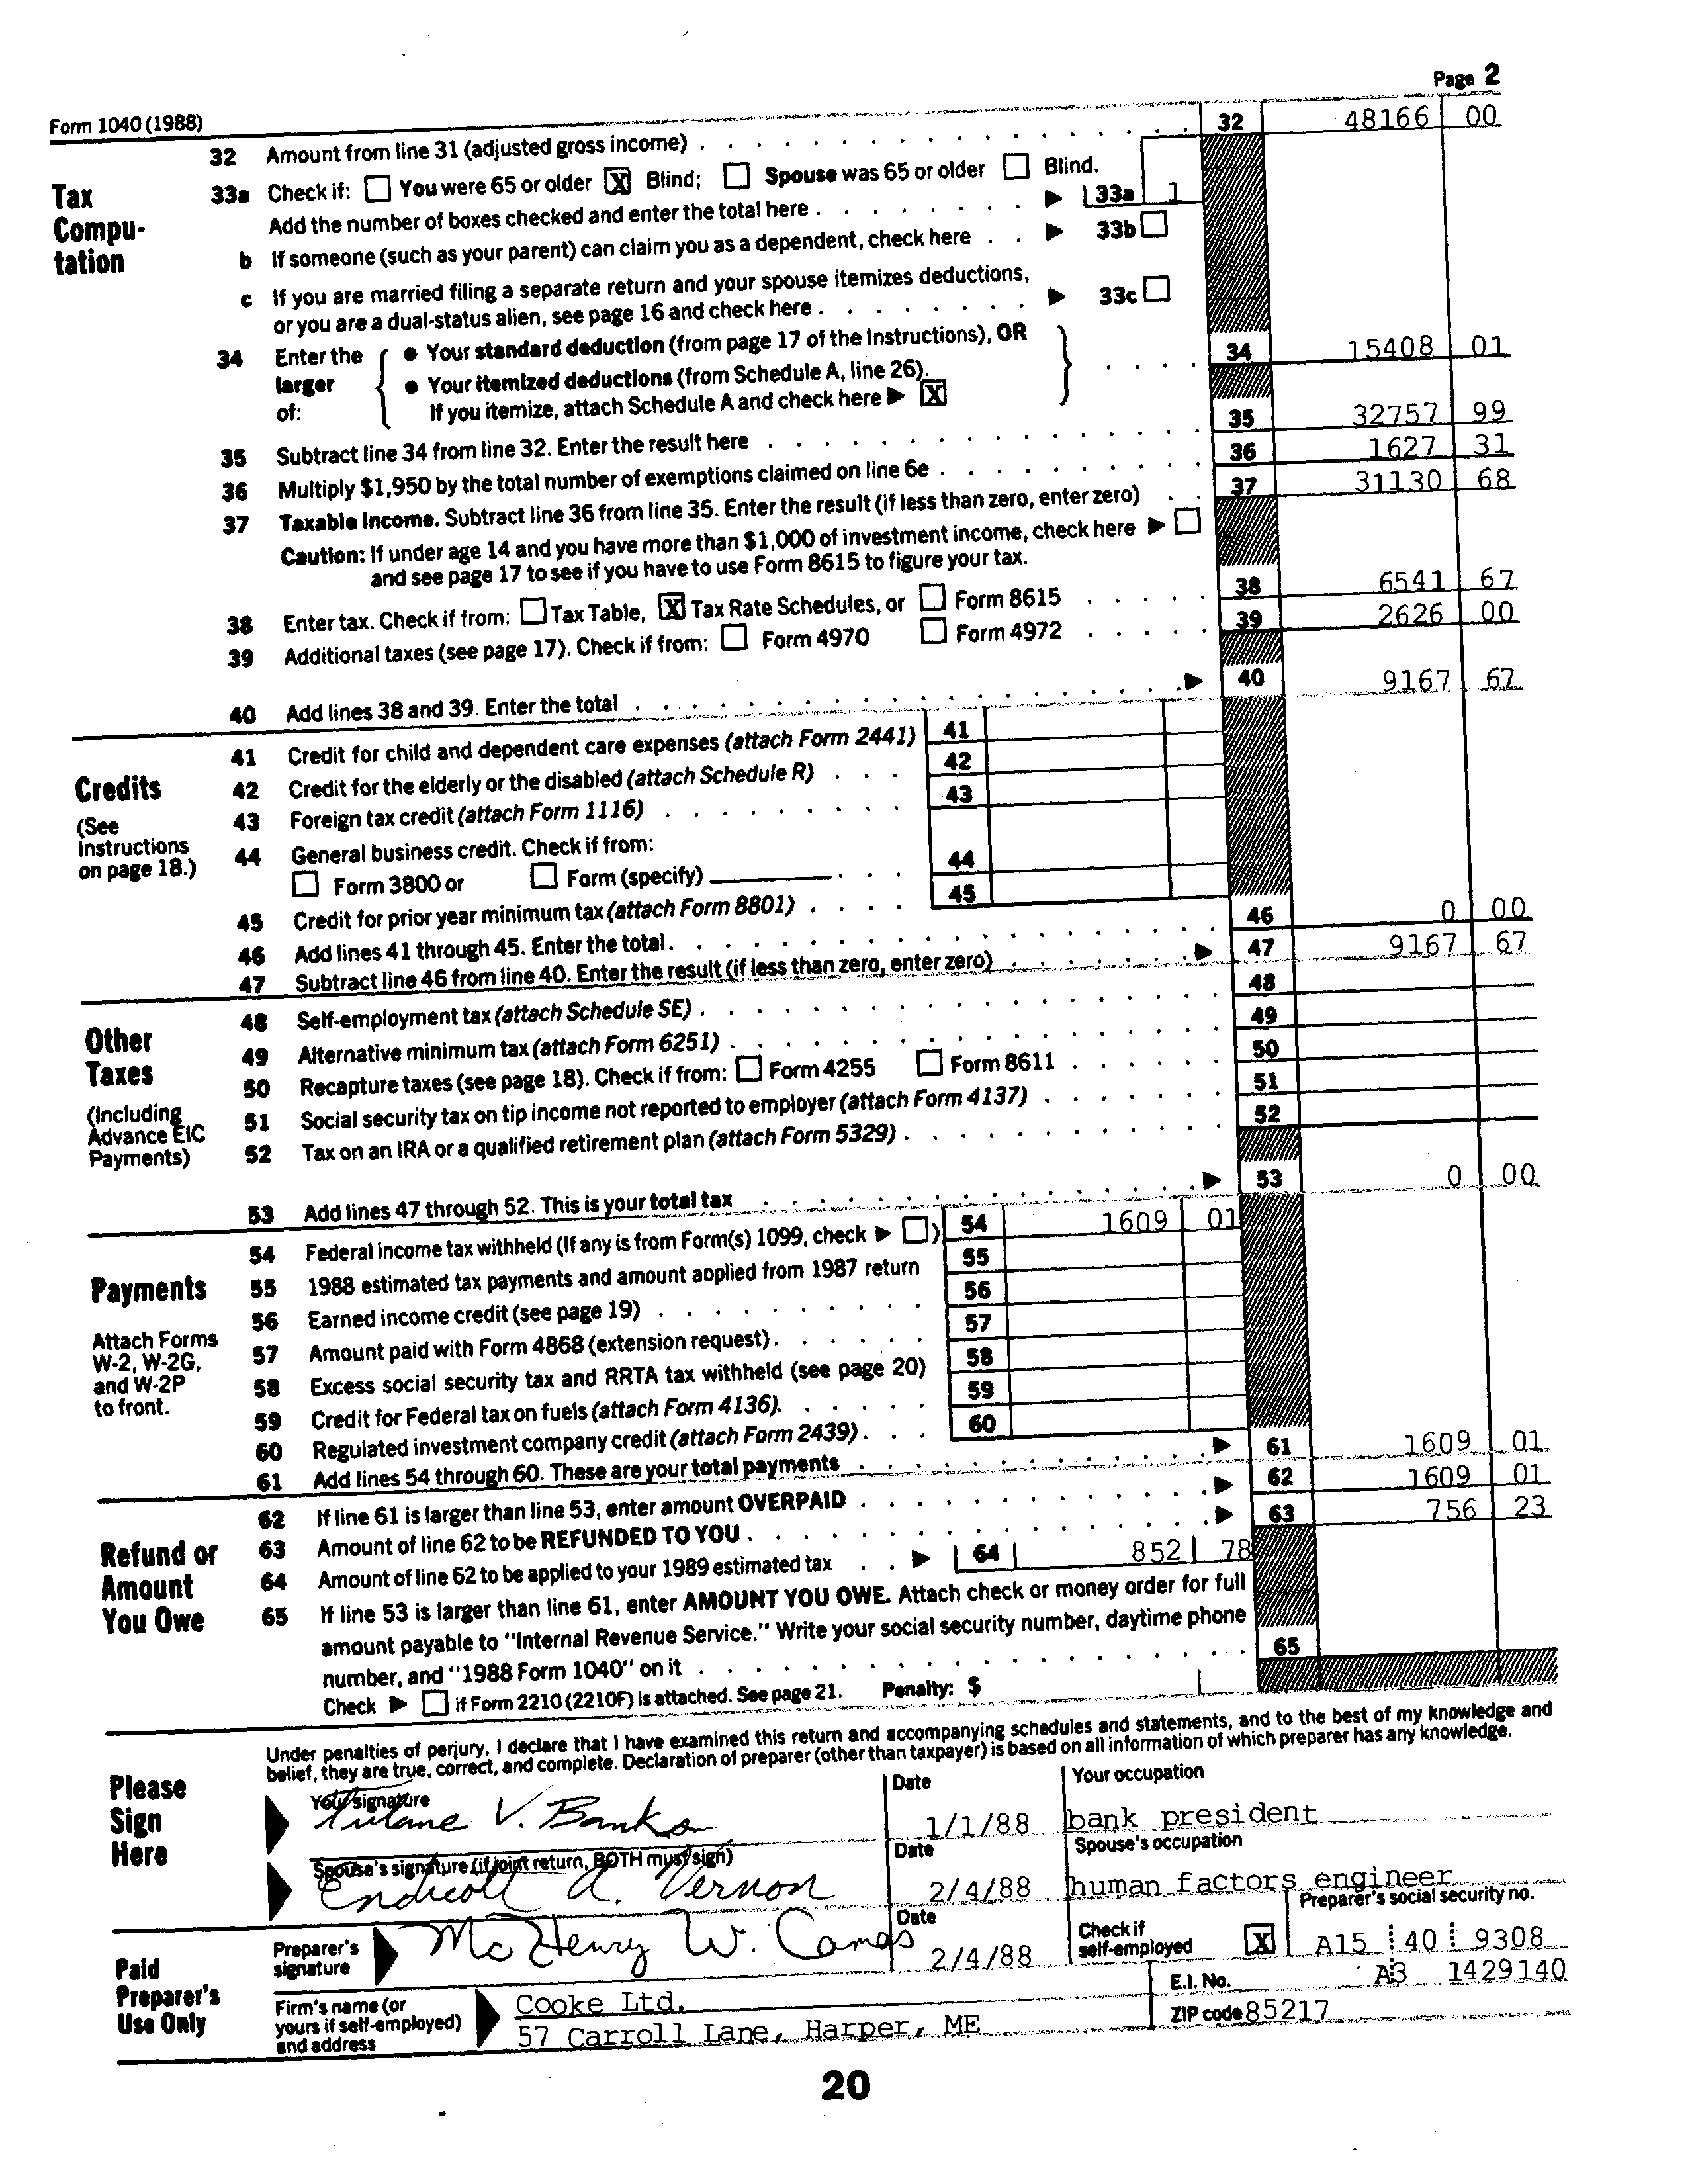 Page 2
Form 1040 (1988)
32 Amount from line 31 (adjusted gross income) 32 48166 00
Tax Compu- tation
33a Check if: You were 65 or older X Blind; Spouse was 65 or older Blind.
Add the number of boxes checked and enter the total here 33a 1
b If someone (such as your parent) can claim you as a dependent, check here 33b
c If you are married filing a separate return and your spouse itemizes deductions,
or you are a dual-status alien, see page 16 and check here 33c
34 Enter the larger of: { • Your standard deduction (from page 17 of the Instructions), OR
• Your itemized deductions (from Schedule A, line 26).
If you itemize, attach Schedule A and check here X } 34 15408 01
35 Subtract line 34 from line 32. Enter the result here 35 32757 99
36 Multiply $1,950 by the total number of exemptions claimed on line 6e 36 1627 31
37 Taxable income. Subtract line 36 from line 35. Enter the result (if less than zero, enter zero) 37 31130 68
Caution: If under age 14 and you have more than $1,000 of investment income, check here
and see page 17 to see if you have to use Form 8615 to figure your tax.
38 Enter tax. Check if from: Tax Table, X Tax Rate Schedules, or Form 8615 38 6541 67
39 Additional taxes (see page 17). Check if from: Form 4970 Form 4972 39 2626 00
40 Add lines 38 and 39. Enter the total 40 9167 67
Credits
(See Instructions on page 18.)
41 Credit for child and dependent care expenses (attach Form 2441) 41
42 Credit for the elderly or the disabled (attach Schedule R) 42
43 Foreign tax credit (attach Form 1116) 43
44 General business credit. Check if from:
Form 3800 or Form (specify) 44
45 Credit for prior year minimum tax (attach Form 8801) 45
46 Add lines 41 through 45. Enter the total. 46 0 00
47 Subtract line 46 from line 40. Enter the result (if less than zero, enter zero) 47 9167 67
Other Taxes
(Including Advance EIC Payments)
48 Self-employment tax (attach Schedule SE) 48
49 Alternative minimum tax (attach Form 6251) 49
50 Recapture taxes (see page 18). Check if from: Form 4255 Form 8611 50
51 Social security tax on tip income not reported to employer (attach Form 4137) 51
52 Tax on an IRA or a qualified retirement plan (attach Form 5329) 52
53 Add lines 47 through 52. This is your total tax 53 0 00
Payments
Attach Forms W-2, W-2G, and W-2P to front.
54 Federal income tax withheld (If any is from Form(s) 1099, check ) 54 1609 01
55 1988 estimated tax payments and amount applied from 1987 return 55
56 Earned income credit (see page 19) 56
57 Amount paid with Form 4868 (extension request) 57
58 Excess social security tax and RRTA tax withheld (see page 20) 58
59 Credit for Federal tax on fuels (attach Form 4136). 59
60 Regulated investment company credit (attach Form 2439) 60
61 Add lines 54 through 60. These are your total payments 61 1609 01
Refund or Amount You Owe
62 If line 61 is larger than line 53, enter amount OVERPAID 62 1609 01
63 Amount of line 62 to be REFUNDED TO YOU 63 756 23
64 Amount of line 62 to be applied to your 1989 estimated tax 64 852 78
65 If line 53 is larger than line 61, enter AMOUNT YOU OWE. Attach check or money order for full
amount payable to "Internal Revenue Service." Write your social security number, daytime phone
number, and "1988 Form 1040" on it 65
Check if Form 2210 (2210F) is attached. See page 21. Penalty: $
Please Sign Here
Under penalties of perjury, I declare that I have examined this return and accompanying schedules and statements, and to the best of my knowledge and
belief, they are true, correct, and complete. Declaration of preparer (other than taxpayer) is based on all information of which preparer has any knowledge.
Your signature Date Your occupation
V. Banks 1/1/88 bank president
Spouse's signature (if joint return, BOTH must sign) Date Spouse's occupation
Endicott A. Vernon 2/4/88 human factors engineer
Paid Preparer's Use Only
Preparer's signature McHenry W. Camas Date 2/4/88 Check if self-employed X Preparer's social security no. A15 40 9308
Firm's name (or yours if self-employed) and address
Cooke Ltd. E.I. No. A3 1429140
57 Carroll Lane, Harper, ME ZIP code 85217
20